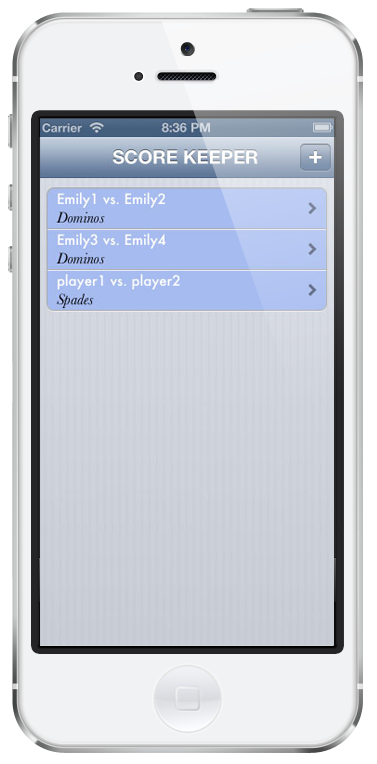 Carrier 8:36 PM
SCORE KEEPER +
Emily1 vs. Emily2
Dominos
Emily3 vs. Emily4
Dominos
player1 vs. player2
Spades